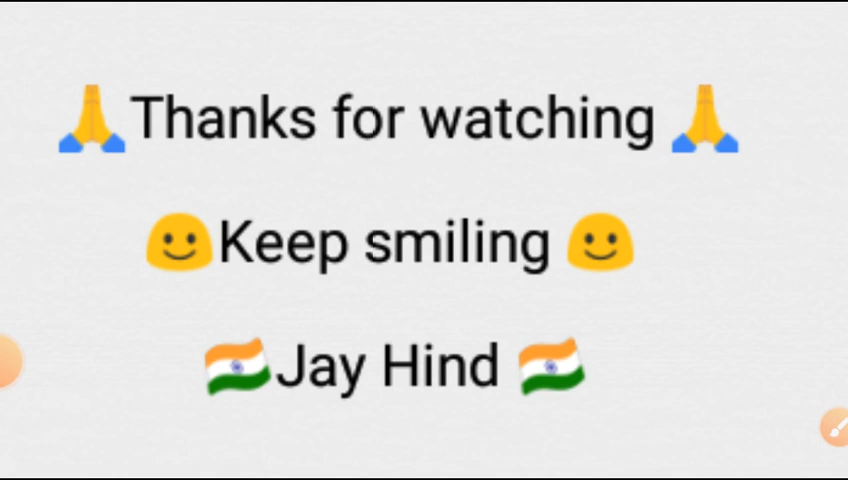 🙏Thanks for watching 🙏
🙂Keep smiling 🙂
🇮🇳Jay Hind 🇮🇳